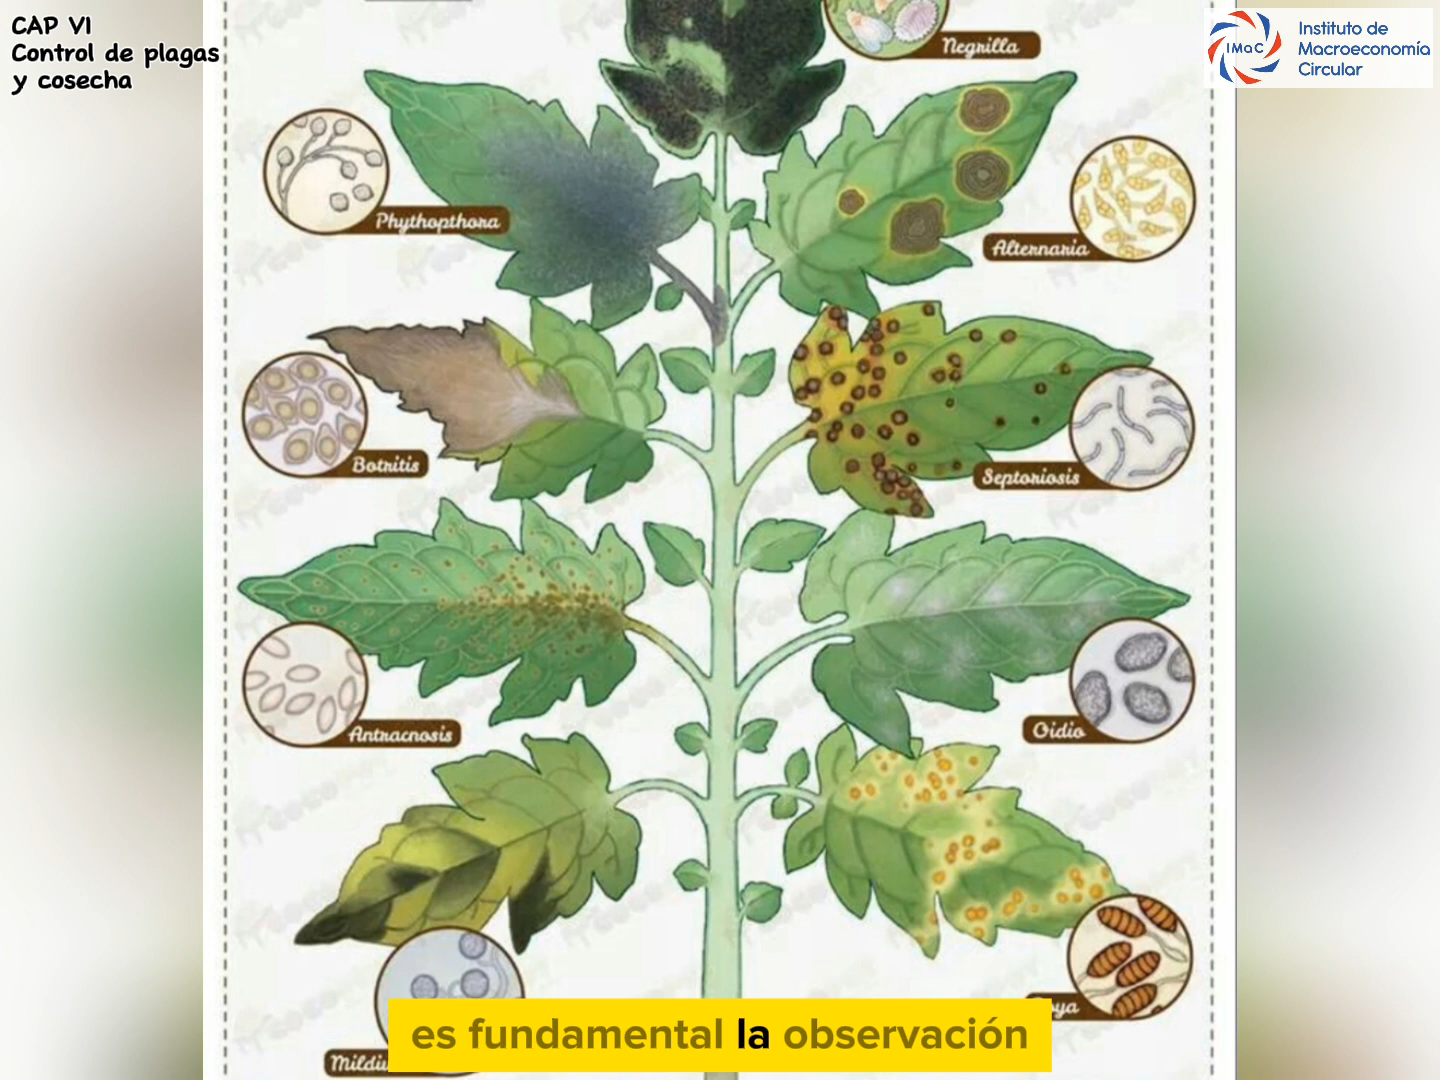 CAP VI
Control de plagas
y cosecha
IMaC
Instituto de
Macroeconomía
Circular
Negrilla
Phythopthora
Alternaria
Botritis
Septoriosis
Antracnosis
Oidio
es fundamental la observación